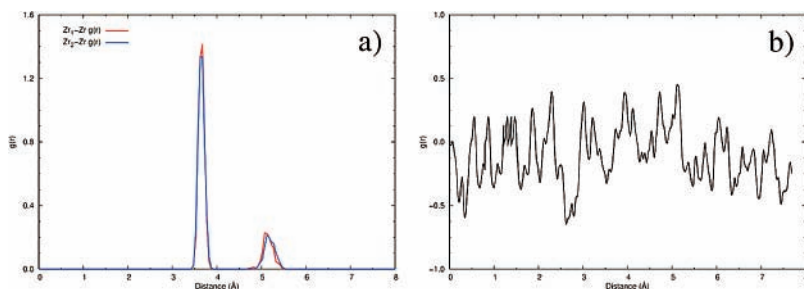 a)
Zr₁-Zr g(r)
Zr₂-Zr g(r)
g(r)
1.6
1.2
0.8
0.4
0.0
0 1 2 3 4 5 6 7 8
Distance (Å)
b)
g(r)
1.0
0.5
0.0
−0.5
−1.0
0 1 2 3 4 5 6 7
Distance (Å)